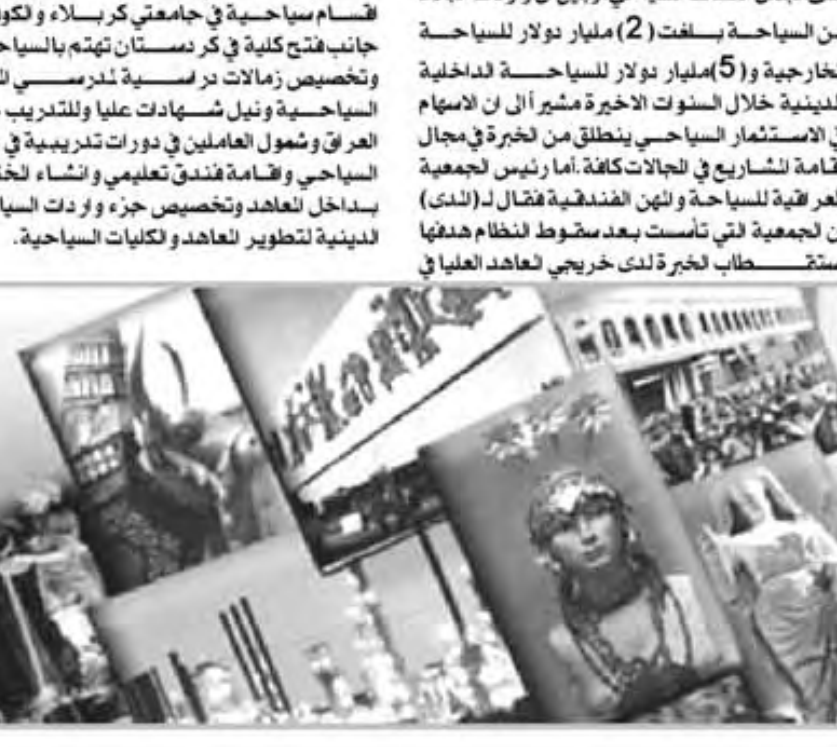 من السياحة بلغت (2) مليار دولار للسياحة
الخارجية و(5) مليار دولار للسياحة الداخلية
الدينية خلال السنوات الاخيرة مشيرأ الى ان الاسهام
في الاستثمار السياحي ينطلق من الخبرة في مجال
اقامة المشاريع في المجالات كافة. أما رئيس الجمعية
العراقية للسياحة والمهن الفندقية فقال لـ(المدى)
ان الجمعية التي تأسست بعد سقوط النظام هدفها
استقطاب الخبرة لدى خريجي المعاهد العليا في
اقسام سياحية في جامعتي كربلاء و
جانب فتح كلية في كردستان تهتم
وتخصيص زمالات دراسية لمدرسي
السياحية ونيل شهادات عليا وللتدريب
العراق وشمول العاملين في دورات تدريبية في
السياحي واقامة فندق تعليمي وانشاء
بداخل المعاهد وتخصيص جزء واردات
الدينية لتطوير المعاهد والكليات السياحية.